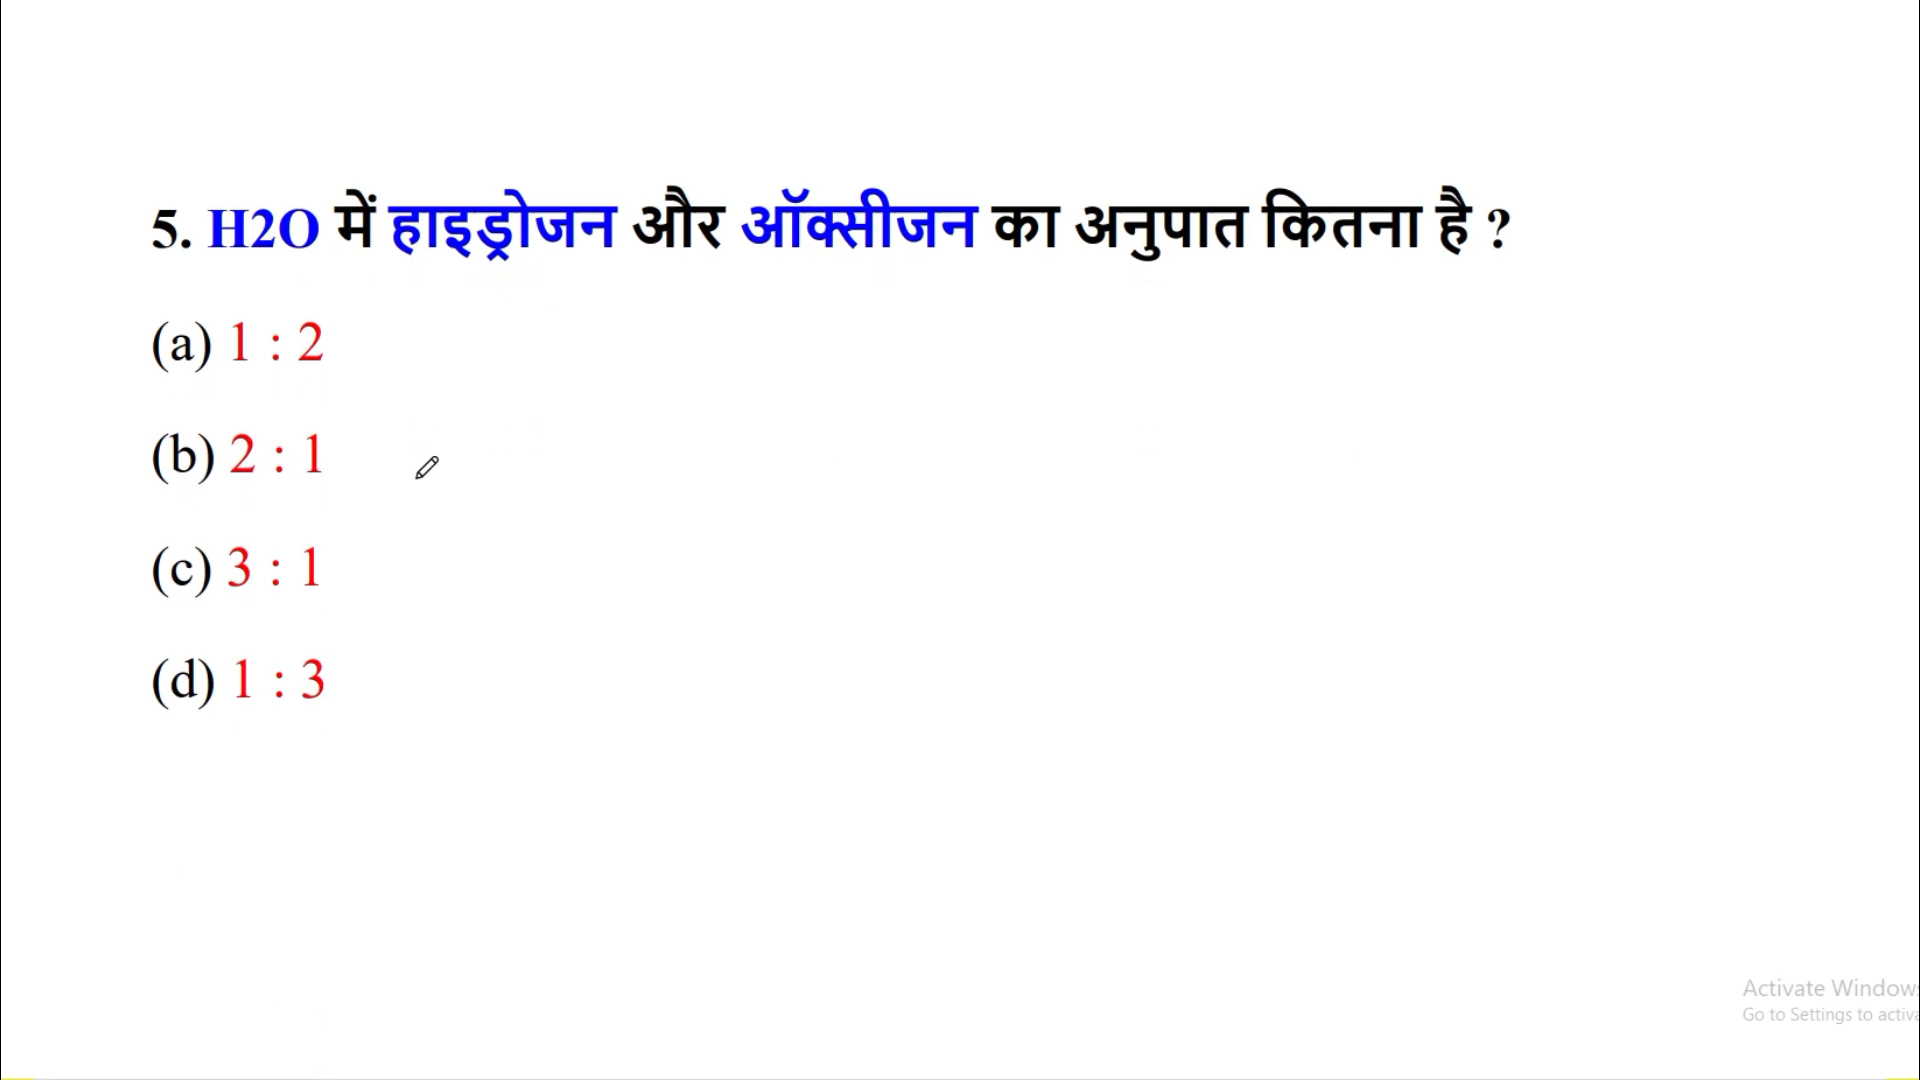 5. H2O में हाइड्रोजन और ऑक्सीजन का अनुपात कितना है ?
(a) 1 : 2
(b) 2 : 1
(c) 3 : 1
(d) 1 : 3
Activate Windows
Go to Settings to activa